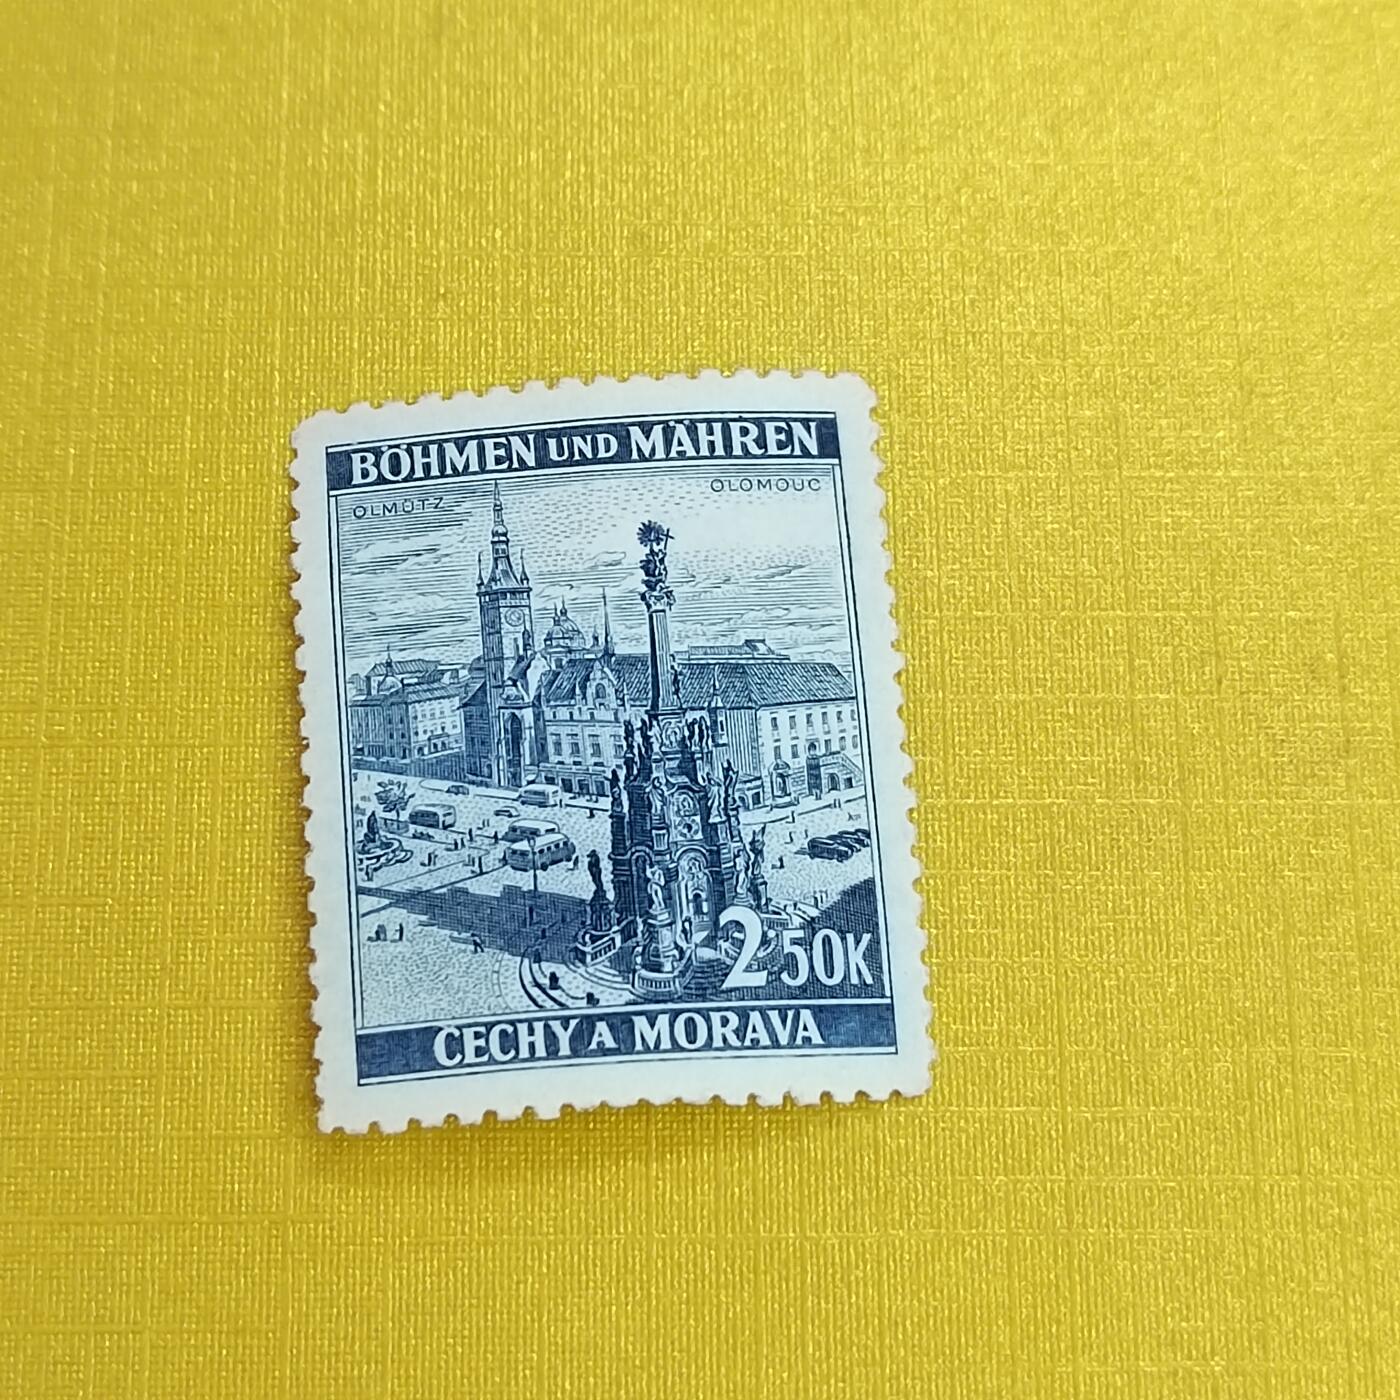 BÖHMEN UND MÄHREN
OLMÜTZ
OLOMOUC
2 50K
ČECHY A MORAVA